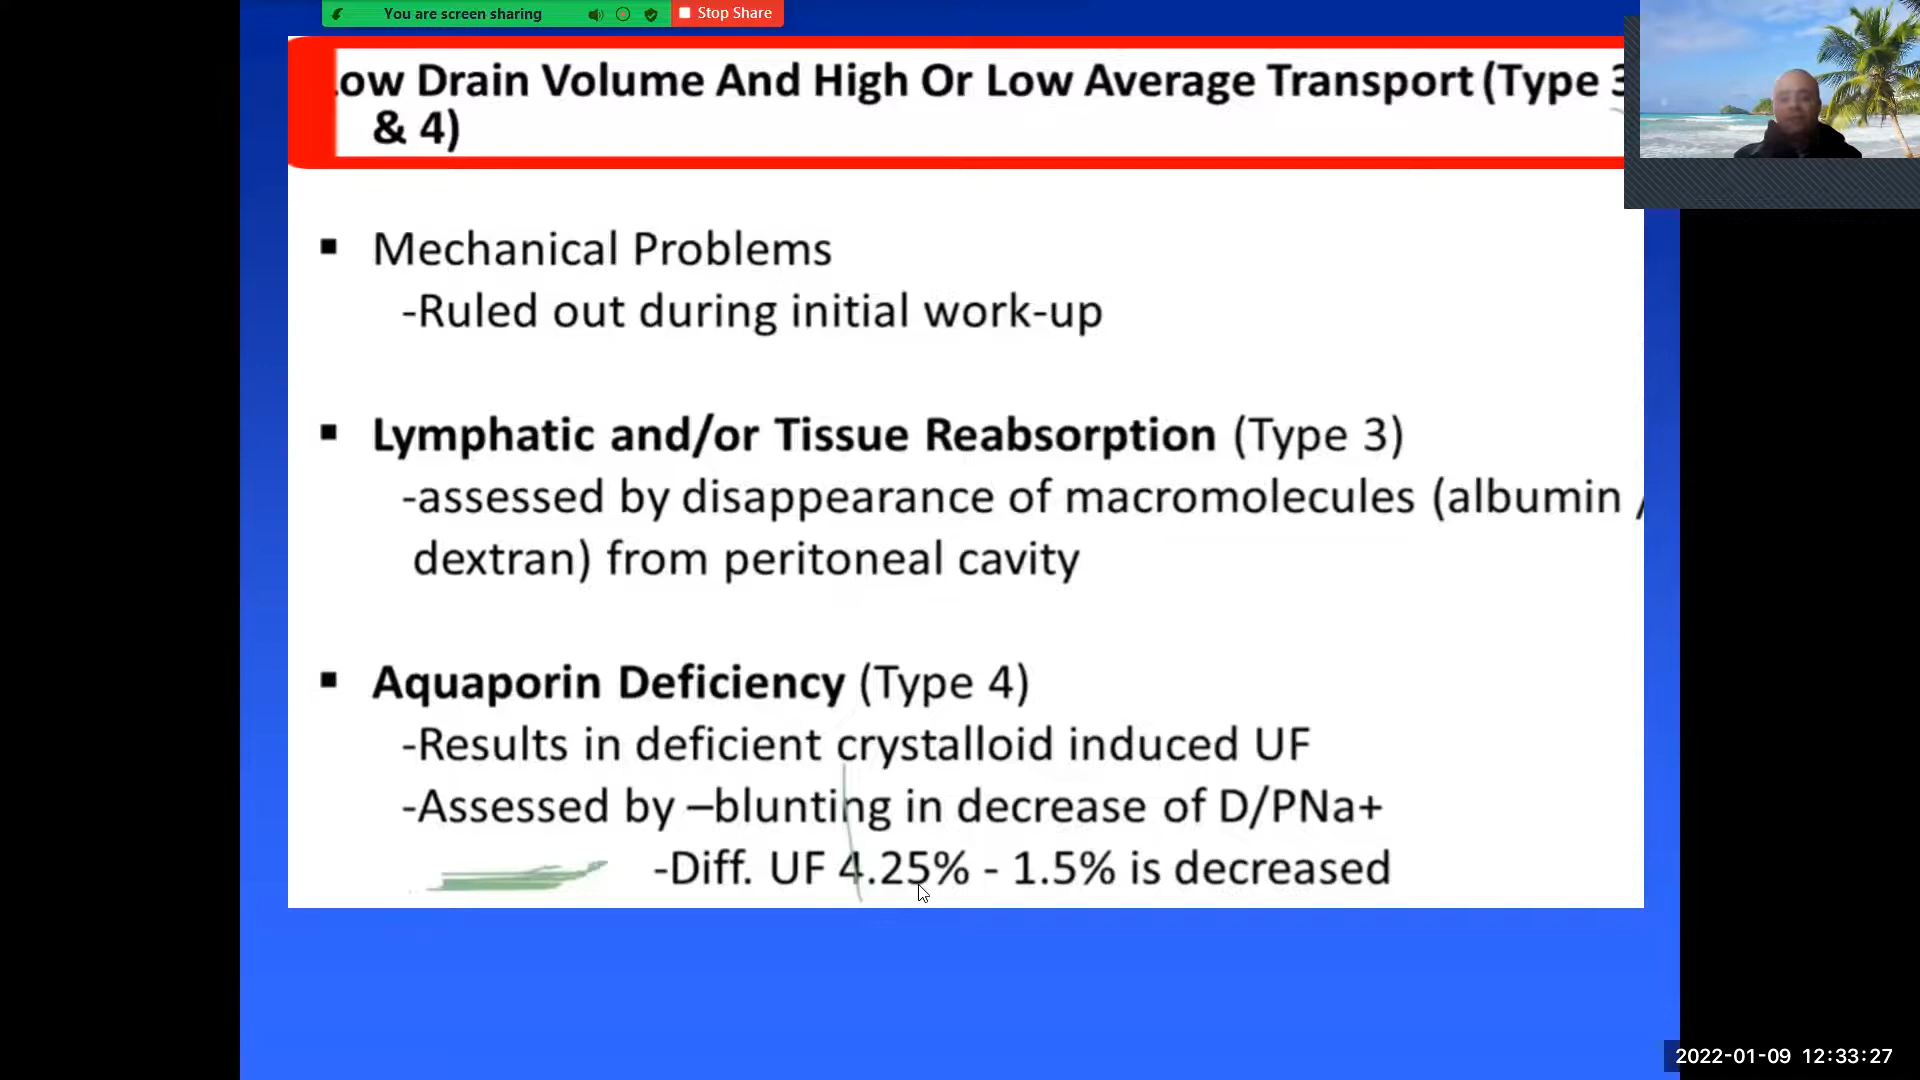 You are screen sharing
Stop Share
ow Drain Volume And High Or Low Average Transport (Type 3
& 4)
▪ Mechanical Problems
-Ruled out during initial work-up
▪ Lymphatic and/or Tissue Reabsorption (Type 3)
-assessed by disappearance of macromolecules (albumin /
dextran) from peritoneal cavity
▪ Aquaporin Deficiency (Type 4)
-Results in deficient crystalloid induced UF
-Assessed by –blunting in decrease of D/PNa+
-Diff. UF 4.25% - 1.5% is decreased
2022-01-09 12:33:27